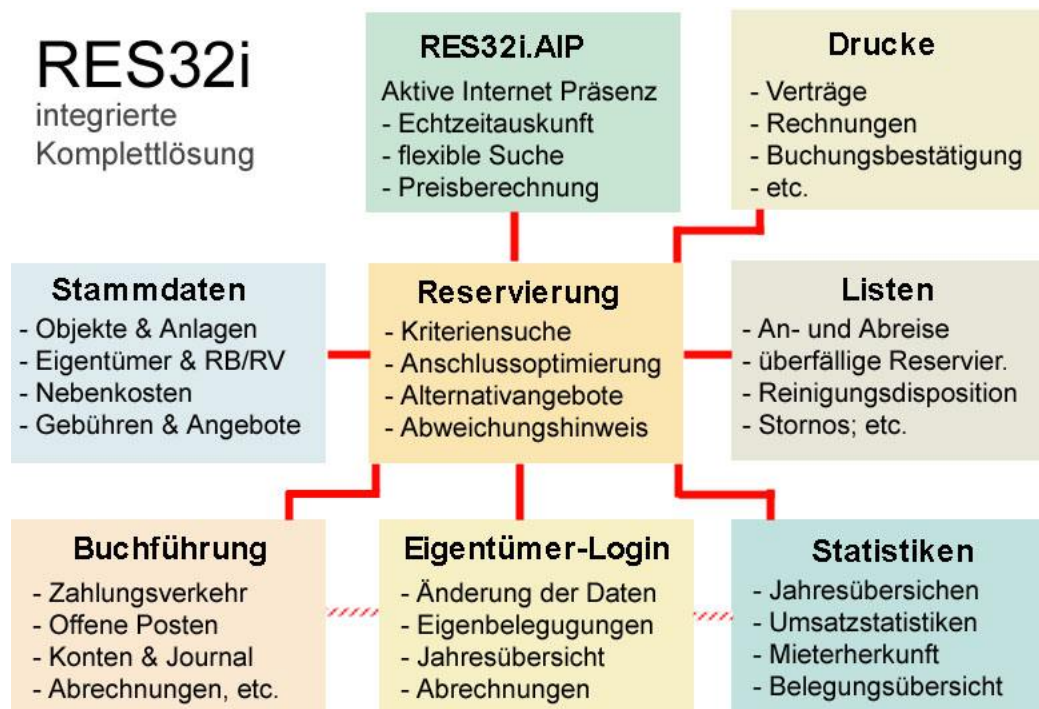 RES32i
integrierte
Komplettlösung
RES32i.AIP
Aktive Internet Präsenz
- Echtzeitauskunft
- flexible Suche
- Preisberechnung
Drucke
- Verträge
- Rechnungen
- Buchungsbestätigung
- etc.
Stammdaten
- Objekte & Anlagen
- Eigentümer & RB/RV
- Nebenkosten
- Gebühren & Angebote
Reservierung
- Kriteriensuche
- Anschlussoptimierung
- Alternativangebote
- Abweichungshinweis
Listen
- An- und Abreise
- überfällige Reservier.
- Reinigungsdisposition
- Stornos; etc.
Buchführung
- Zahlungsverkehr
- Offene Posten
- Konten & Journal
- Abrechnungen, etc.
Eigentümer-Login
- Änderung der Daten
- Eigenbelegugungen
- Jahresübersicht
- Abrechnungen
Statistiken
- Jahresübersichen
- Umsatzstatistiken
- Mieterherkunft
- Belegungsübersicht